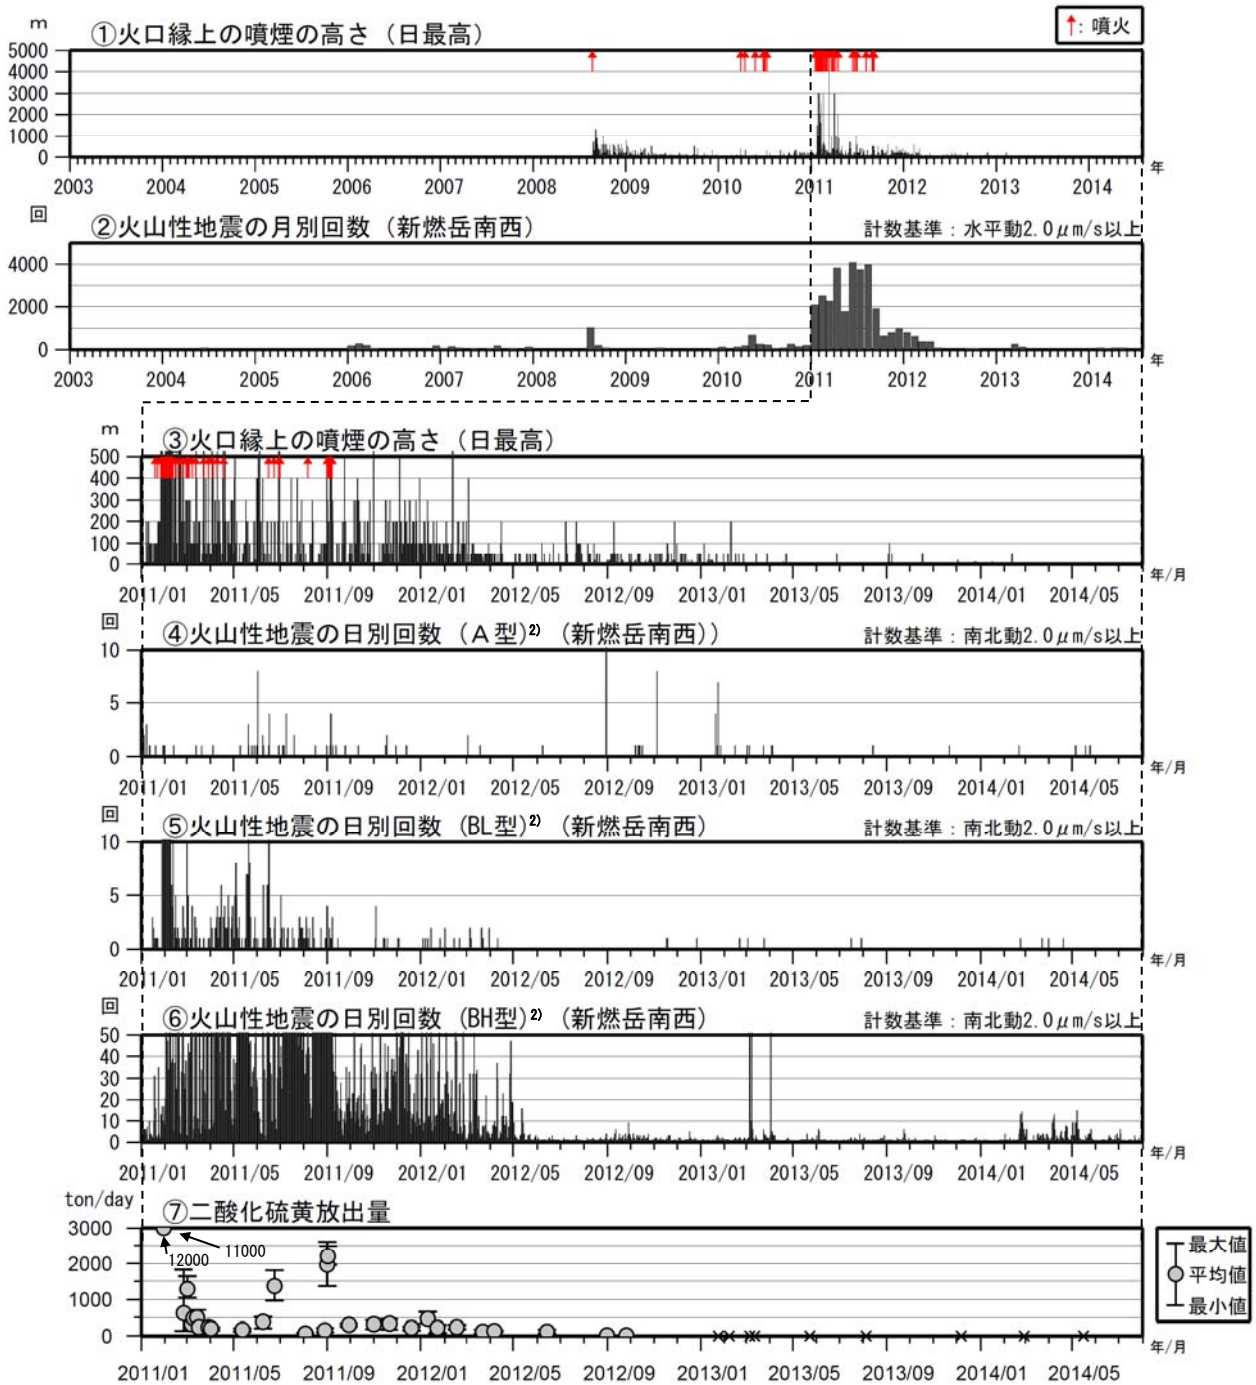 m
①火口縁上の噴煙の高さ（日最高）
↑：噴火
5000
4000
3000
2000
1000
0
2003 2004 2005 2006 2007 2008 2009 2010 2011 2012 2013 2014 年
回
②火山性地震の月別回数（新燃岳南西）
計数基準：水平動2.0μm/s以上
4000
2000
0
2003 2004 2005 2006 2007 2008 2009 2010 2011 2012 2013 2014 年
m
③火口縁上の噴煙の高さ（日最高）
500
400
300
200
100
0
2011/01 2011/05 2011/09 2012/01 2012/05 2012/09 2013/01 2013/05 2013/09 2014/01 2014/05 年/月
回
④火山性地震の日別回数（A型)2)（新燃岳南西））
計数基準：南北動2.0μm/s以上
10
5
0
2011/01 2011/05 2011/09 2012/01 2012/05 2012/09 2013/01 2013/05 2013/09 2014/01 2014/05 年/月
回
⑤火山性地震の日別回数（BL型)2)（新燃岳南西）
計数基準：南北動2.0μm/s以上
10
5
0
2011/01 2011/05 2011/09 2012/01 2012/05 2012/09 2013/01 2013/05 2013/09 2014/01 2014/05 年/月
回
⑥火山性地震の日別回数（BH型)2)（新燃岳南西）
計数基準：南北動2.0μm/s以上
50
40
30
20
10
0
2011/01 2011/05 2011/09 2012/01 2012/05 2012/09 2013/01 2013/05 2013/09 2014/01 2014/05 年/月
ton/day
⑦二酸化硫黄放出量
3000
2000
1000
0
12000
11000
最大値
平均値
最小値
2011/01 2011/05 2011/09 2012/01 2012/05 2012/09 2013/01 2013/05 2013/09 2014/01 2014/05 年/月